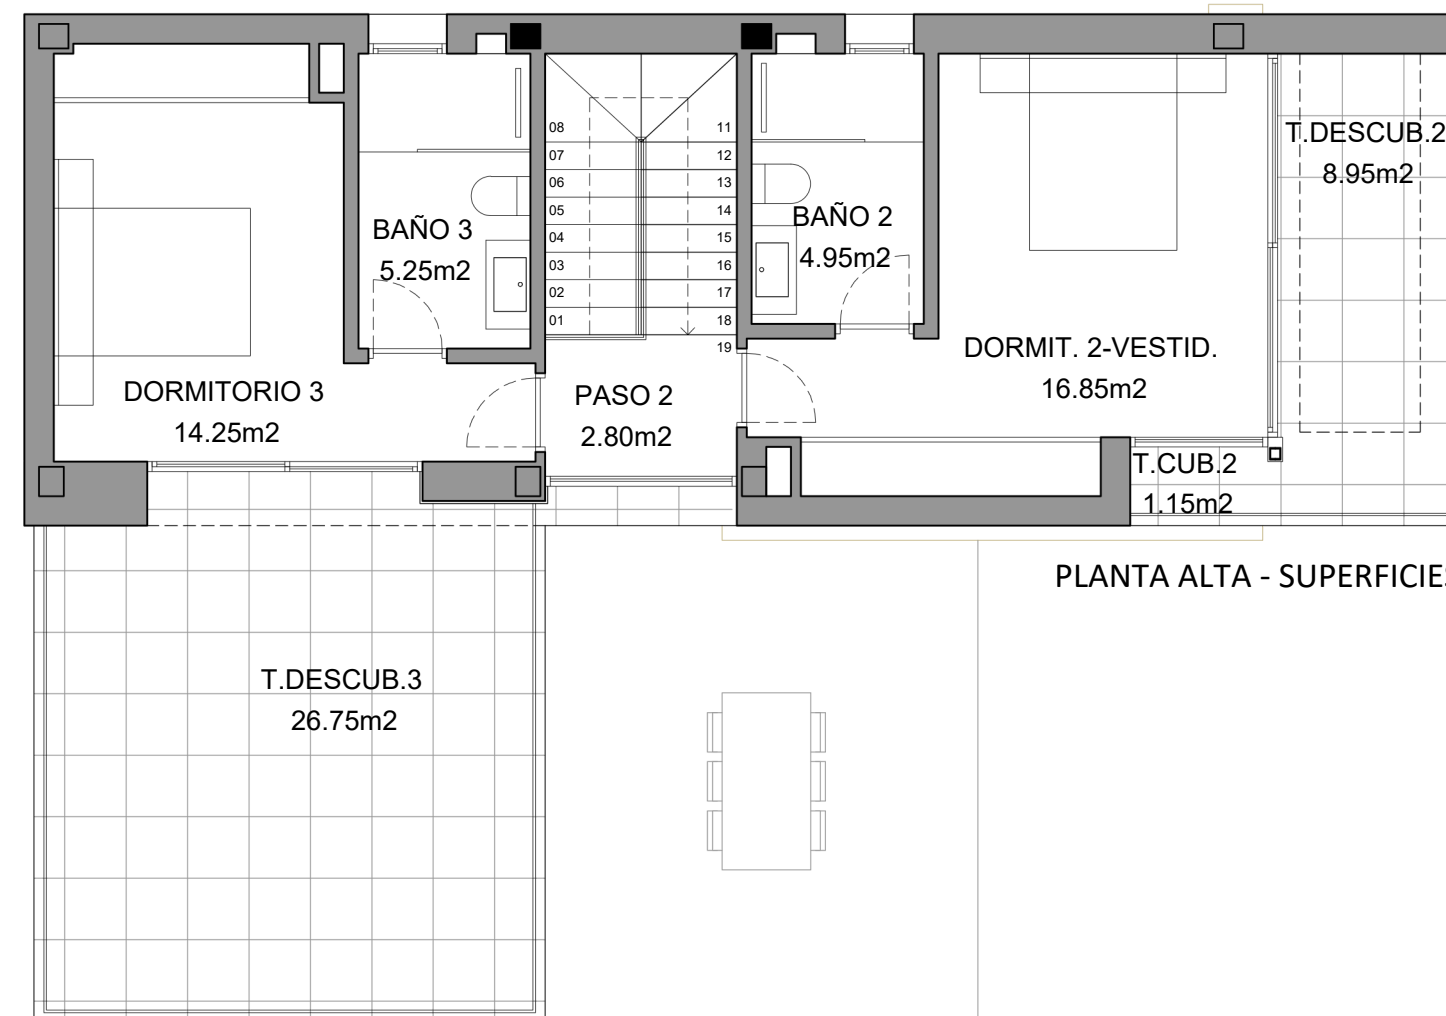 T.DESCUB.2
8.95m2
BAÑO 3
5.25m2
08
07
06
05
04
03
02
01
11
12
13
14
15
16
17
18
19
BAÑO 2
4.95m2
DORMIT. 2-VESTID.
16.85m2
DORMITORIO 3
14.25m2
PASO 2
2.80m2
T.CUB.2
1.15m2
PLANTA ALTA - SUPERFICIES
T.DESCUB.3
26.75m2